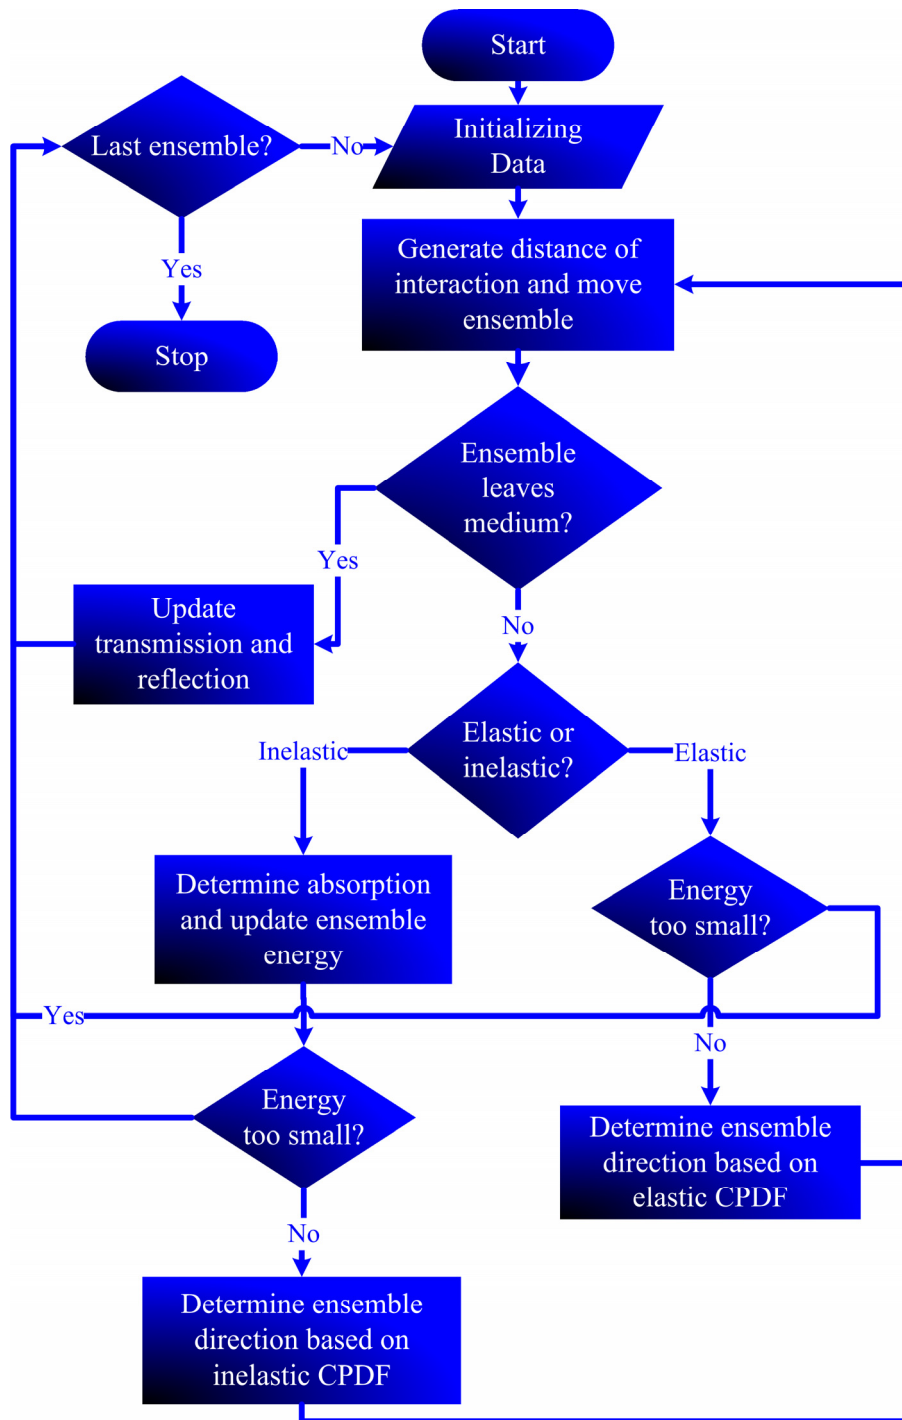 Start
Last ensemble?
No
Initializing
Data
Generate distance of
interaction and move
ensemble
Yes
Stop
Ensemble
leaves
medium?
Yes
Update
transmission and
reflection
No
Elastic or
inelastic?
Inelastic
Elastic
Determine absorption
and update ensemble
energy
Energy
too small?
Yes
No
Energy
too small?
Determine ensemble
direction based on
elastic CPDF
No
Determine ensemble
direction based on
inelastic CPDF